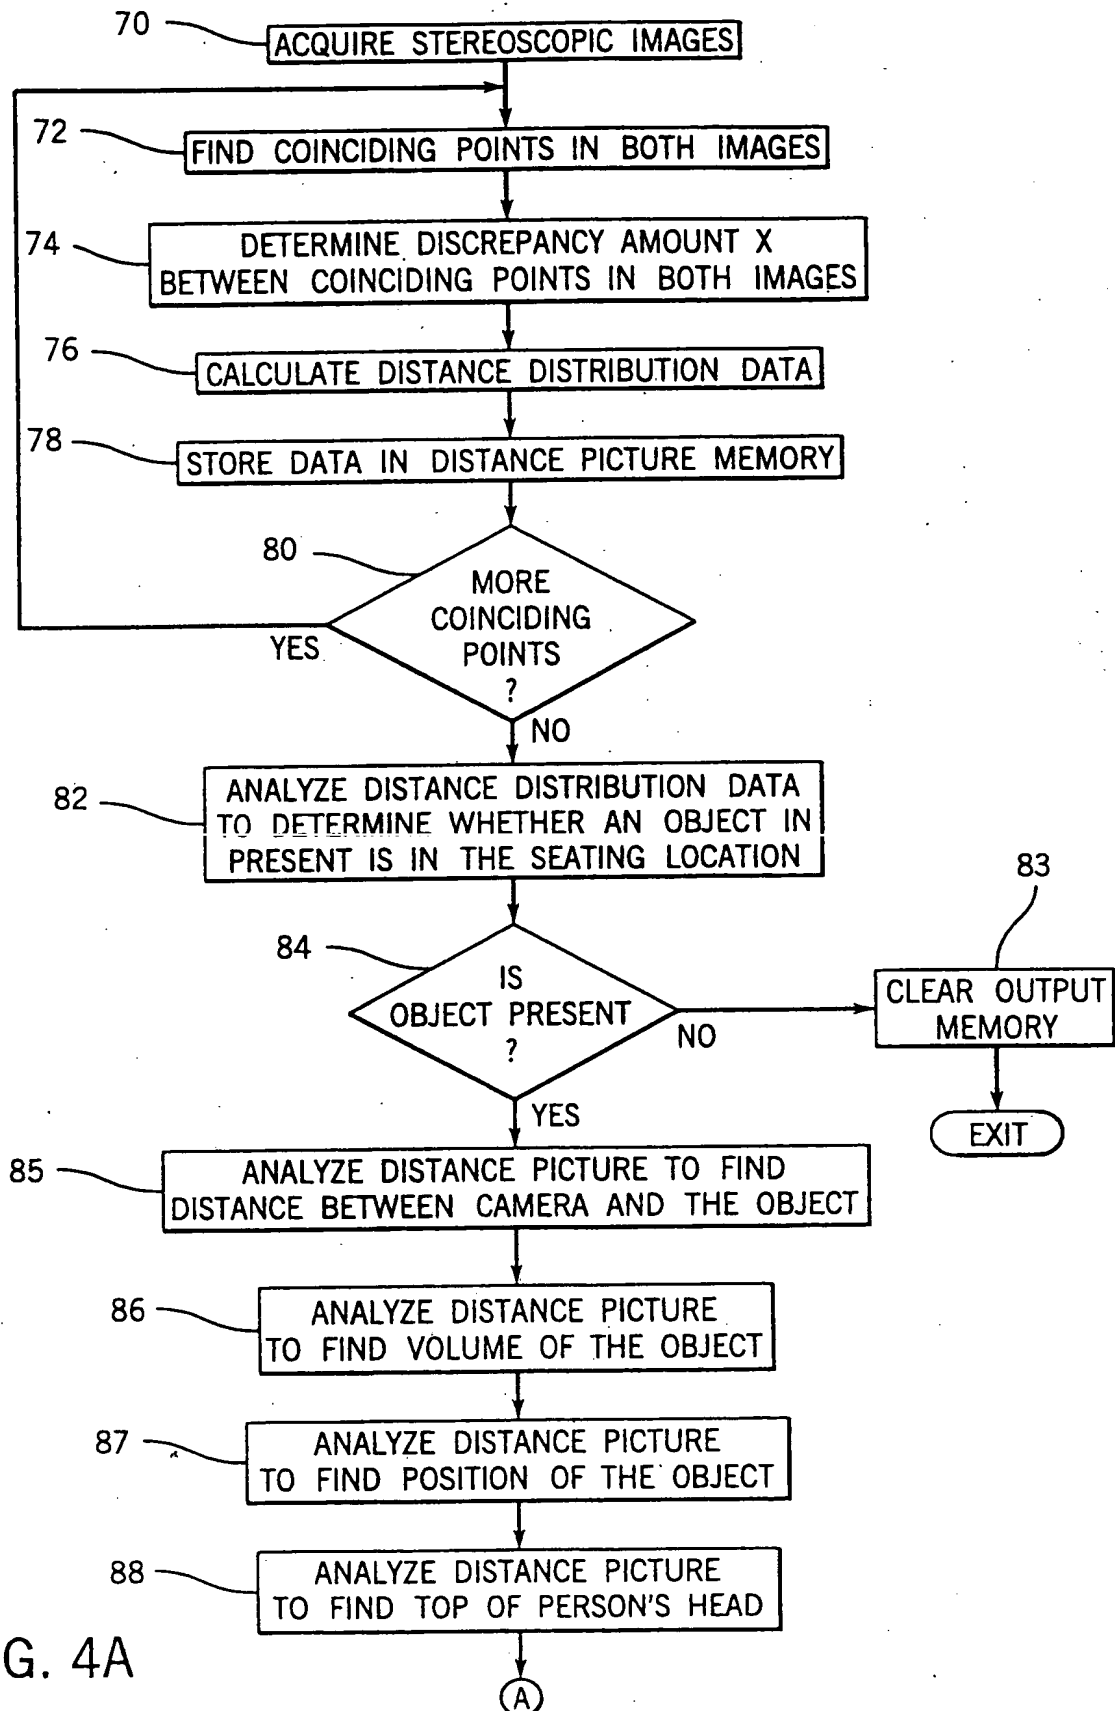 70
ACQUIRE STEREOSCOPIC IMAGES
72
FIND COINCIDING POINTS IN BOTH IMAGES
74
DETERMINE DISCREPANCY AMOUNT X
BETWEEN COINCIDING POINTS IN BOTH IMAGES
76
CALCULATE DISTANCE DISTRIBUTION DATA
78
STORE DATA IN DISTANCE PICTURE MEMORY
80
MORE
COINCIDING
POINTS
?
YES
NO
82
ANALYZE DISTANCE DISTRIBUTION DATA
TO DETERMINE WHETHER AN OBJECT IN
PRESENT IS IN THE SEATING LOCATION
84
IS
OBJECT PRESENT
?
NO
83
CLEAR OUTPUT
MEMORY
EXIT
YES
85
ANALYZE DISTANCE PICTURE TO FIND
DISTANCE BETWEEN CAMERA AND THE OBJECT
86
ANALYZE DISTANCE PICTURE
TO FIND VOLUME OF THE OBJECT
87
ANALYZE DISTANCE PICTURE
TO FIND POSITION OF THE OBJECT
88
ANALYZE DISTANCE PICTURE
TO FIND TOP OF PERSON'S HEAD
G. 4A
A